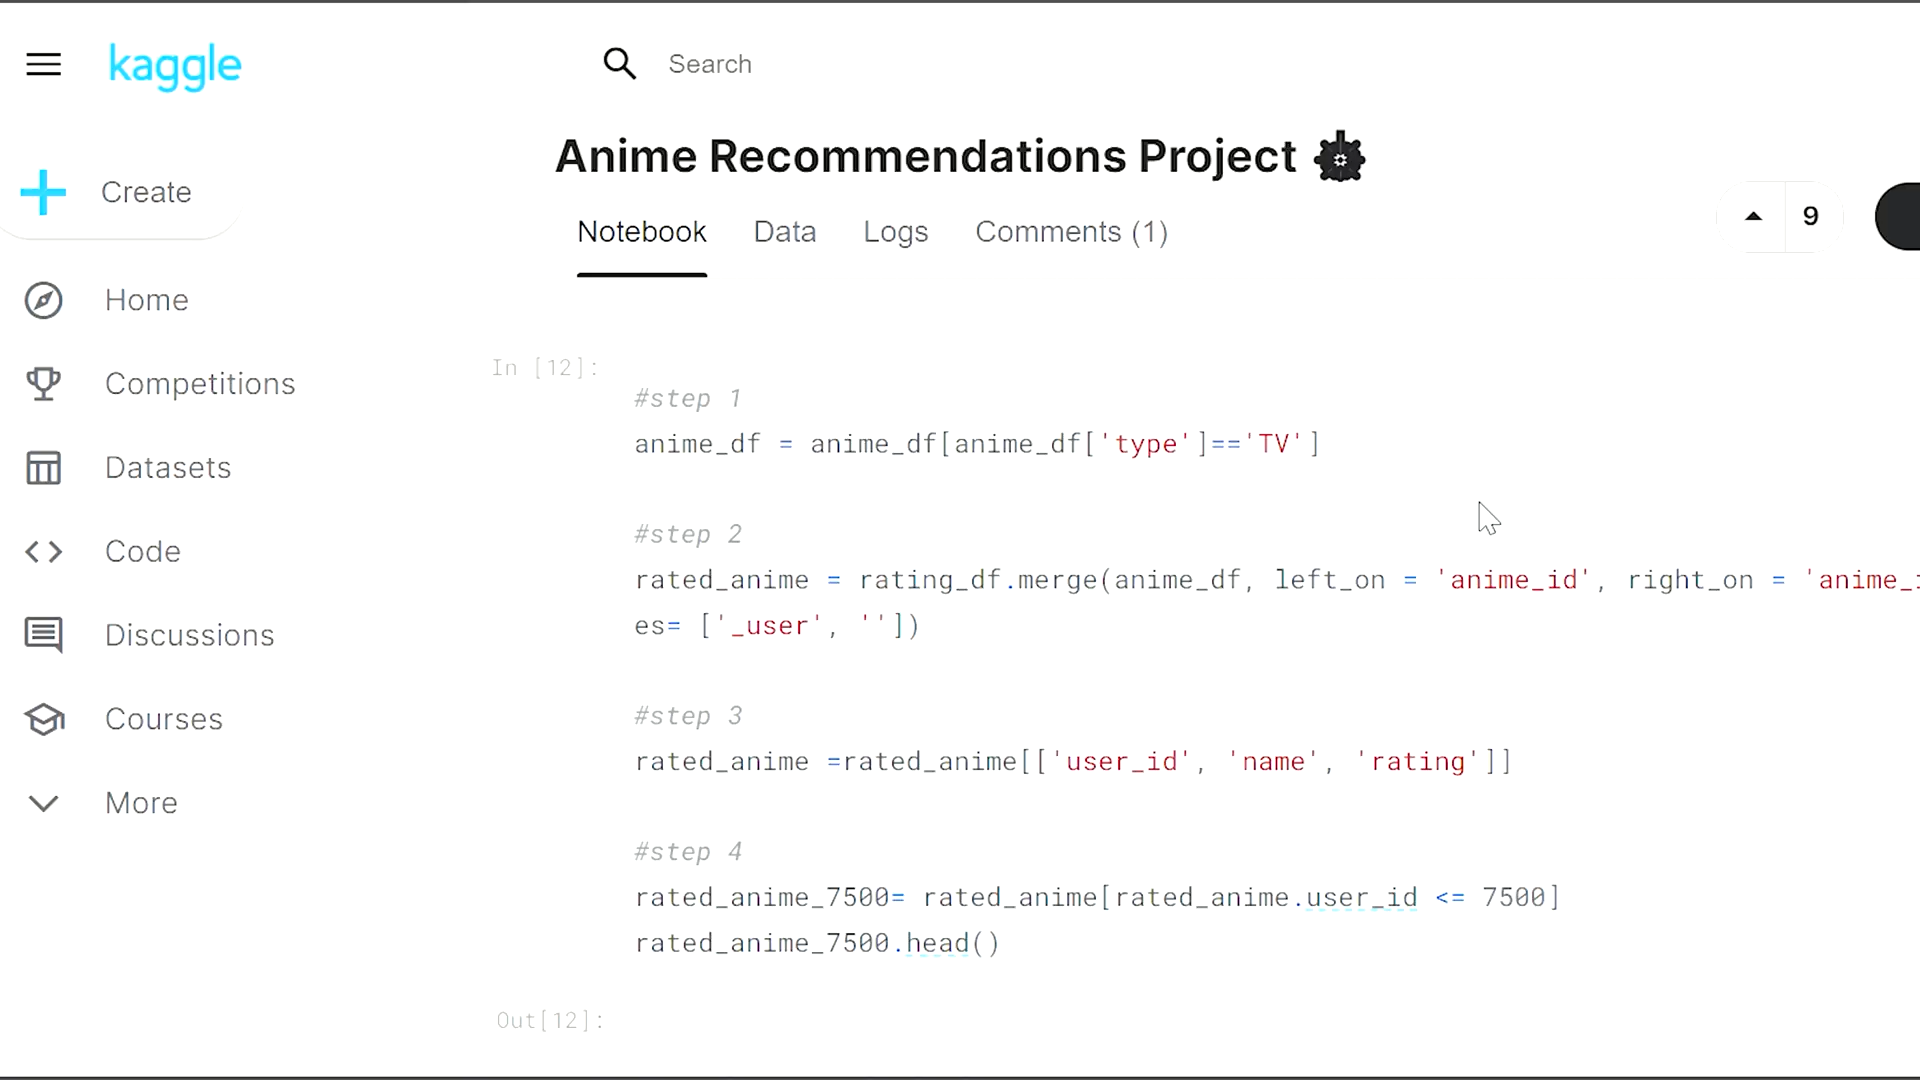 kaggle
Search
Anime Recommendations Project
Create
Notebook Data Logs Comments (1)
9
Home
Competitions
Datasets
Code
Discussions
Courses
More
In [12]:
#step 1
anime_df = anime_df[anime_df['type']=='TV']
#step 2
rated_anime = rating_df.merge(anime_df, left_on = 'anime_id', right_on = 'anime_i
es= ['_user', ''])
#step 3
rated_anime =rated_anime[['user_id', 'name', 'rating']]
#step 4
rated_anime_7500= rated_anime[rated_anime.user_id <= 7500]
rated_anime_7500.head()
Out[12]: